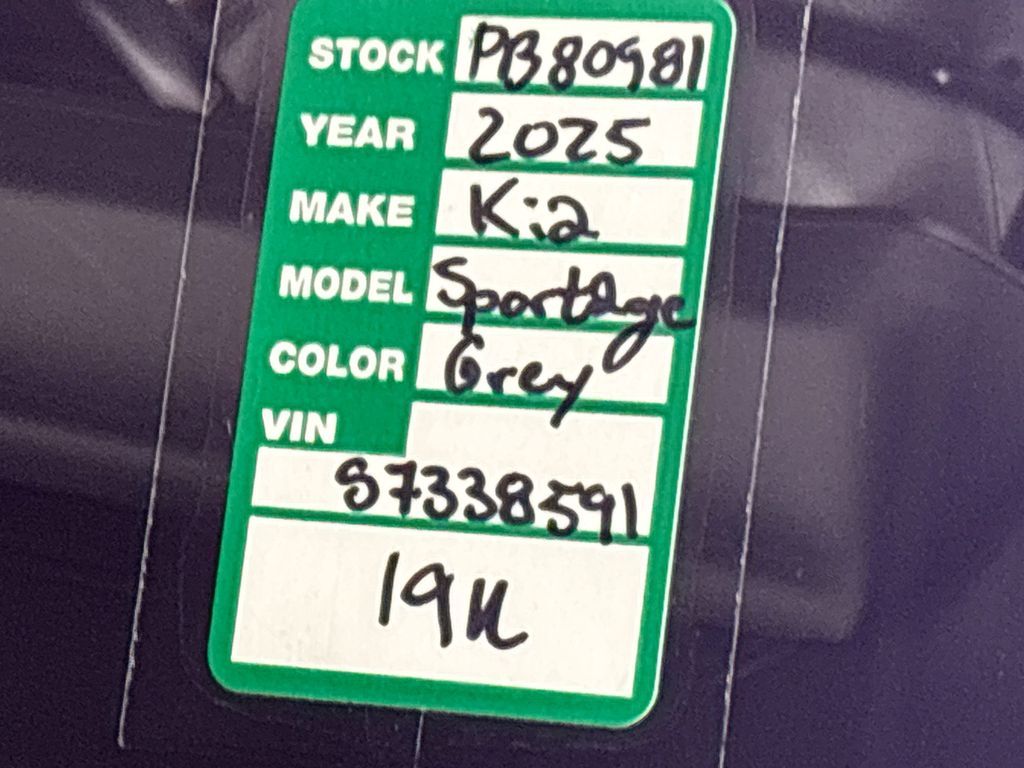 STOCK PB80981
YEAR 2025
MAKE Kia
MODEL Sportage
COLOR Grey
VIN
S7338591
19K